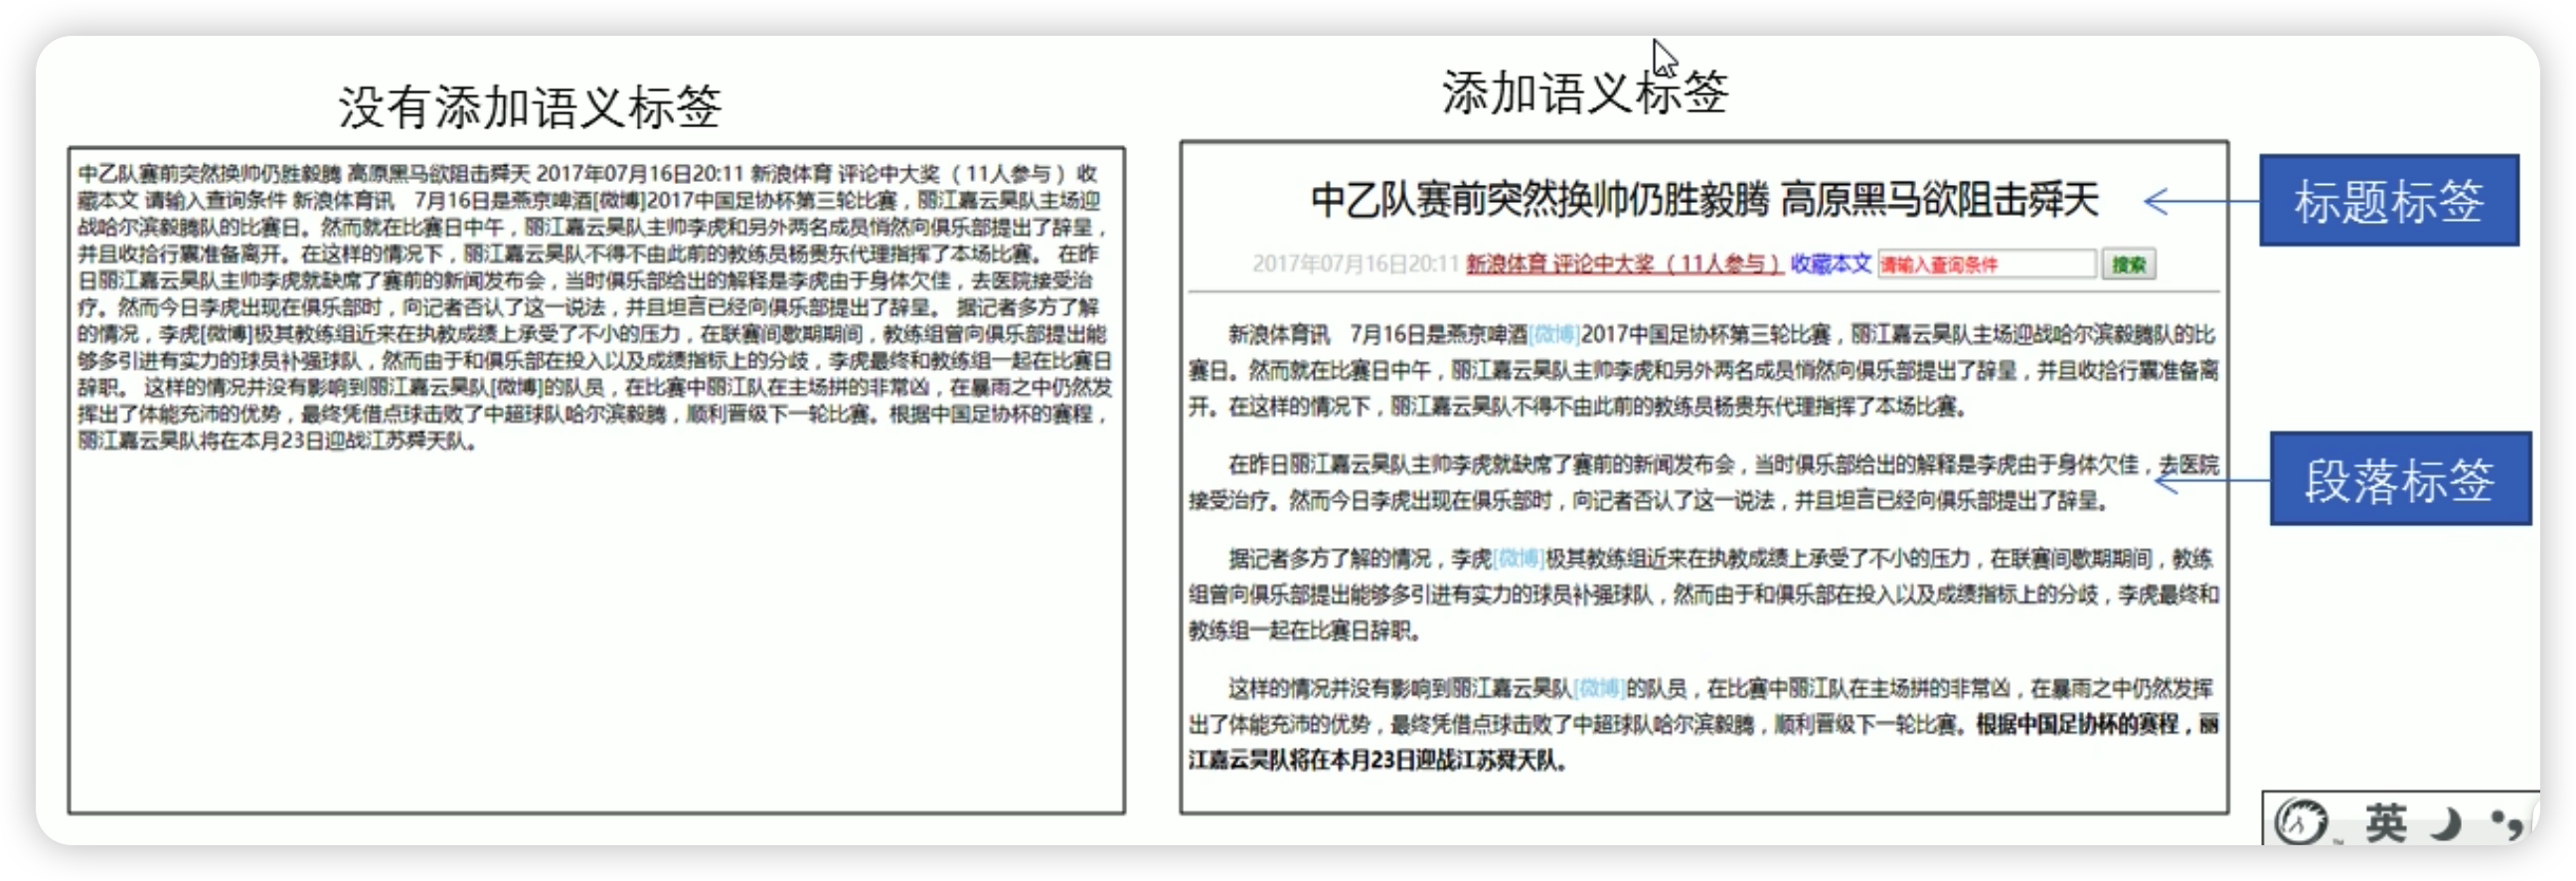 没有添加语义标签
中乙队赛前突然换帅仍胜毅腾 高原黑马欲阻击舜天 2017年07月16日20:11 新浪体育 评论中大奖（11人参与）收
藏本文 请输入查询条件 新浪体育讯　7月16日是燕京啤酒[微博]2017中国足协杯第三轮比赛，丽江嘉云昊队主场迎
战哈尔滨毅腾队的比赛日。然而就在比赛日中午，丽江嘉云昊队主帅李虎和另外两名成员悄然向俱乐部提出了辞呈，
并且收拾行囊准备离开。在这样的情况下，丽江嘉云昊队不得不由此前的教练员杨贵东代理指挥了本场比赛。 在昨
日丽江嘉云昊队主帅李虎就缺席了赛前的新闻发布会，当时俱乐部给出的解释是李虎由于身体欠佳，去医院接受治
疗。然而今日李虎出现在俱乐部时，向记者否认了这一说法，并且坦言已经向俱乐部提出了辞呈。 据记者多方了解
的情况，李虎[微博]极其教练组近来在执教成绩上承受了不小的压力，在联赛间歇期期间，教练组曾向俱乐部提出能
够多引进有实力的球员补强球队，然而由于和俱乐部在投入以及成绩指标上的分歧，李虎最终和教练组一起在比赛日
辞职。 这样的情况并没有影响到丽江嘉云昊队[微博]的队员，在比赛中丽江队在主场拼的非常凶，在暴雨之中仍然发
挥出了体能充沛的优势，最终凭借点球击败了中超球队哈尔滨毅腾，顺利晋级下一轮比赛。根据中国足协杯的赛程，
丽江嘉云昊队将在本月23日迎战江苏舜天队。
添加语义标签
中乙队赛前突然换帅仍胜毅腾 高原黑马欲阻击舜天
2017年07月16日20:11 新浪体育 评论中大奖（11人参与） 收藏本文 请输入查询条件 搜索
新浪体育讯　7月16日是燕京啤酒[微博]2017中国足协杯第三轮比赛，丽江嘉云昊队主场迎战哈尔滨毅腾队的比
赛日。然而就在比赛日中午，丽江嘉云昊队主帅李虎和另外两名成员悄然向俱乐部提出了辞呈，并且收拾行囊准备离
开。在这样的情况下，丽江嘉云昊队不得不由此前的教练员杨贵东代理指挥了本场比赛。
在昨日丽江嘉云昊队主帅李虎就缺席了赛前的新闻发布会，当时俱乐部给出的解释是李虎由于身体欠佳，去医院
接受治疗。然而今日李虎出现在俱乐部时，向记者否认了这一说法，并且坦言已经向俱乐部提出了辞呈。
据记者多方了解的情况，李虎[微博]极其教练组近来在执教成绩上承受了不小的压力，在联赛间歇期期间，教练
组曾向俱乐部提出能够多引进有实力的球员补强球队，然而由于和俱乐部在投入以及成绩指标上的分歧，李虎最终和
教练组一起在比赛日辞职。
这样的情况并没有影响到丽江嘉云昊队[微博]的队员，在比赛中丽江队在主场拼的非常凶，在暴雨之中仍然发挥
出了体能充沛的优势，最终凭借点球击败了中超球队哈尔滨毅腾，顺利晋级下一轮比赛。根据中国足协杯的赛程，丽
江嘉云昊队将在本月23日迎战江苏舜天队。
标题标签
段落标签
英